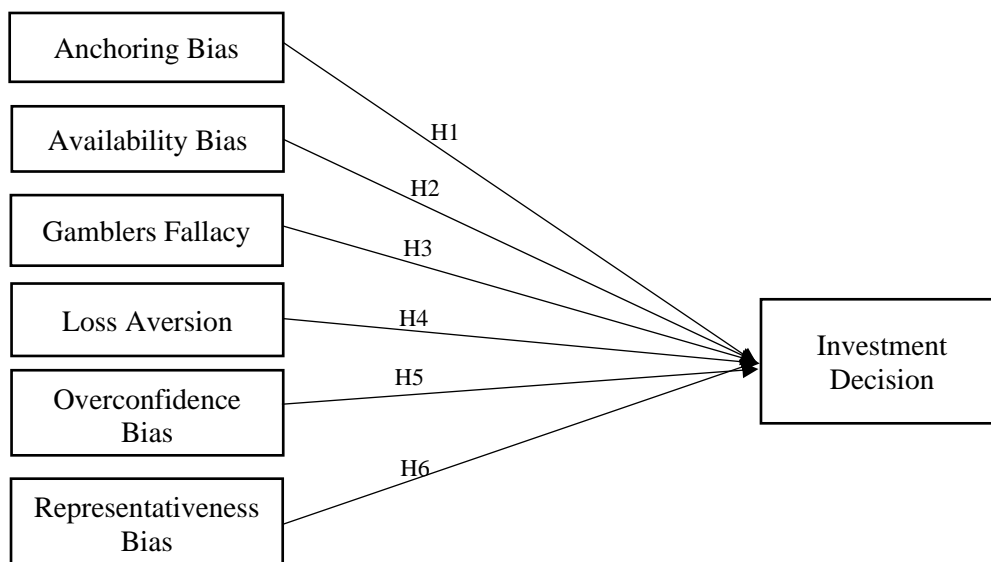 Anchoring Bias
H1
Availability Bias
H2
Gamblers Fallacy
H3
Loss Aversion
H4
Investment
Decision
Overconfidence
Bias
H5
Representativeness
Bias
H6